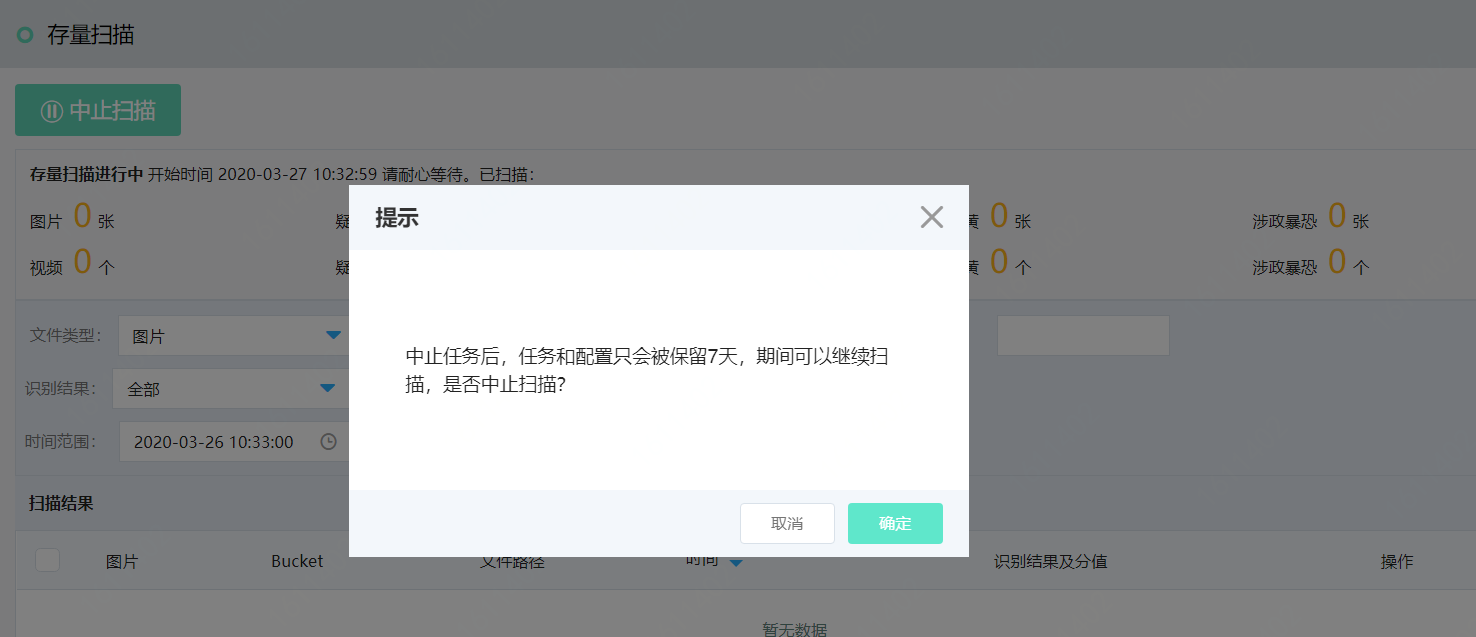 存量扫描
中止扫描
存量扫描进行中 开始时间 2020-03-27 10:32:59 请耐心等待。已扫描：
图片 0 张 疑 黄 0 张 涉政暴恐 0 张
视频 0 个 疑 黄 0 个 涉政暴恐 0 个
提示
中止任务后，任务和配置只会被保留7天，期间可以继续扫
描，是否中止扫描？
取消 确定
文件类型： 图片
识别结果： 全部
时间范围： 2020-03-26 10:33:00
扫描结果
图片 Bucket 文件路径 时间 识别结果及分值 操作
暂无数据